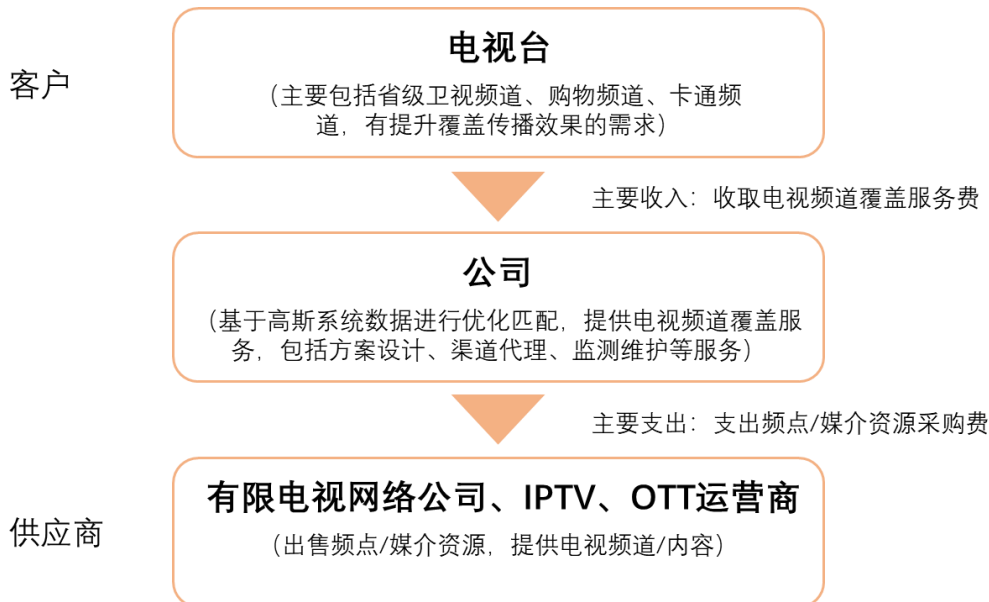 电视台
客户
（主要包括省级卫视频道、购物频道、卡通频
道，有提升覆盖传播效果的需求）
主要收入：收取电视频道覆盖服务费
公司
（基于高斯系统数据进行优化匹配，提供电视频道覆盖服
务，包括方案设计、渠道代理、监测维护等服务）
主要支出：支出频点/媒介资源采购费
有限电视网络公司、IPTV、OTT运营商
供应商
（出售频点/媒介资源，提供电视频道/内容）